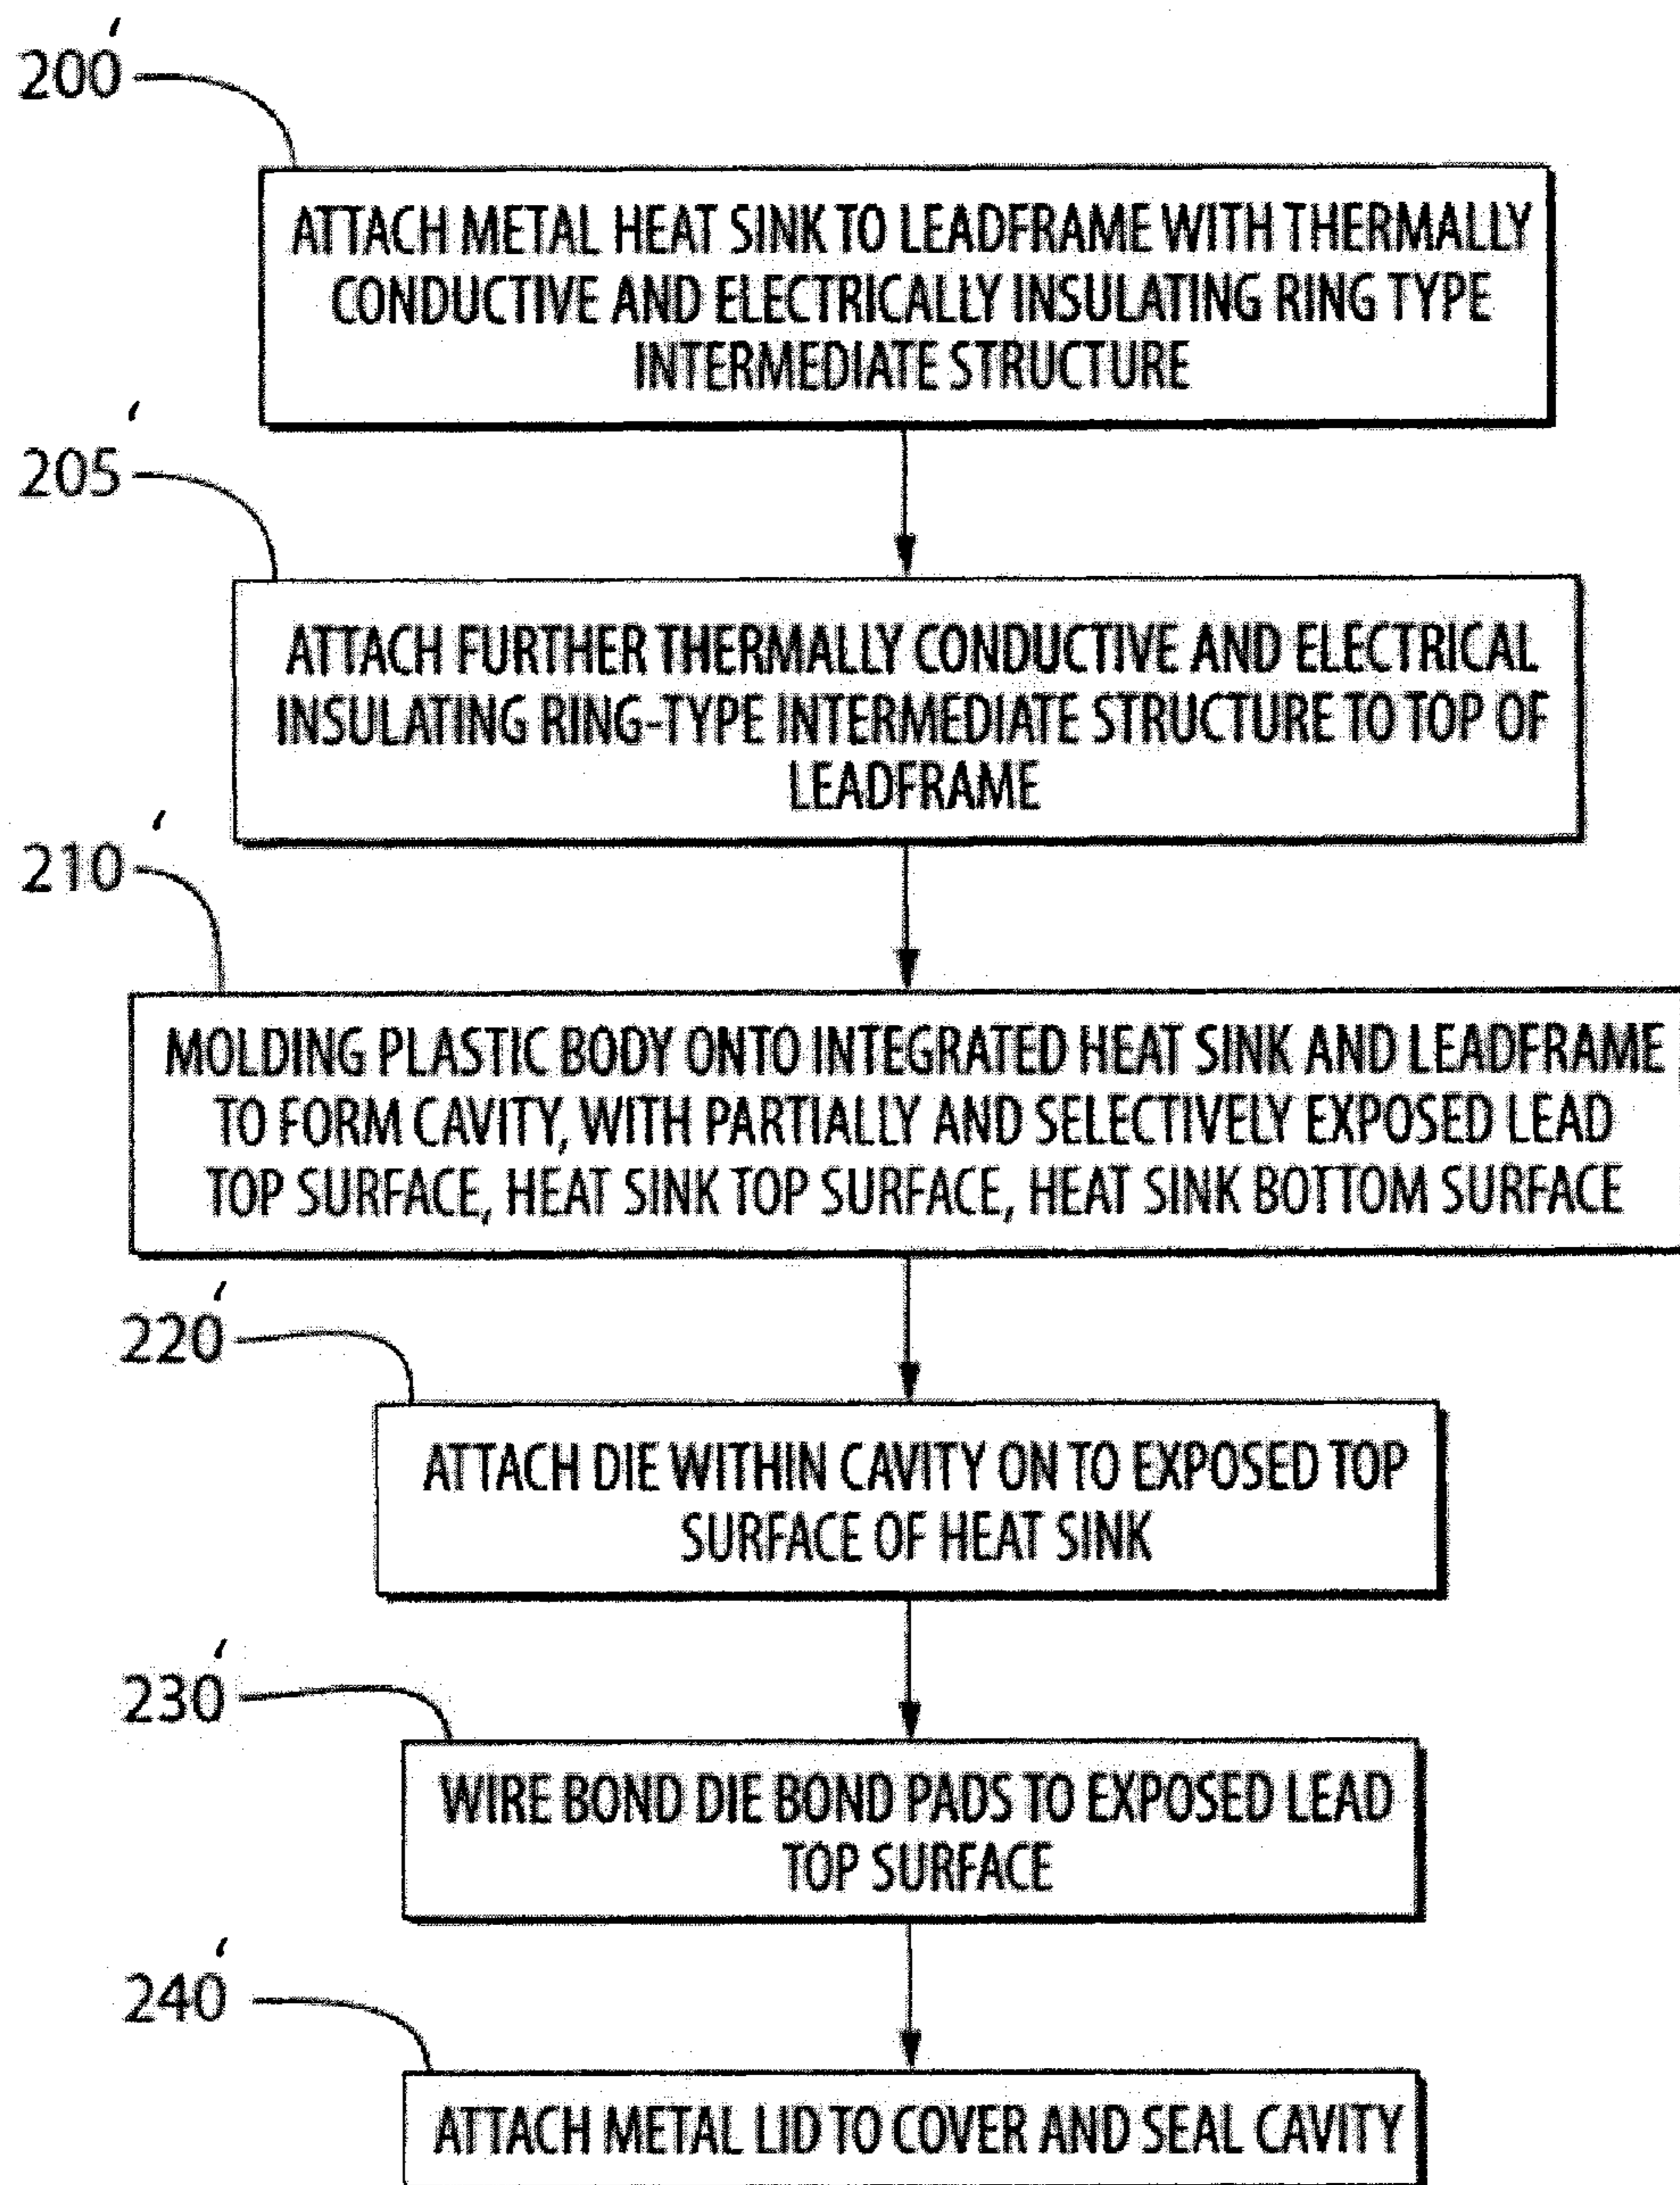 200'
ATTACH METAL HEAT SINK TO LEADFRAME WITH THERMALLY
CONDUCTIVE AND ELECTRICALLY INSULATING RING TYPE
INTERMEDIATE STRUCTURE
205'
ATTACH FURTHER THERMALLY CONDUCTIVE AND ELECTRICAL
INSULATING RING-TYPE INTERMEDIATE STRUCTURE TO TOP OF
LEADFRAME
210'
MOLDING PLASTIC BODY ONTO INTEGRATED HEAT SINK AND LEADFRAME
TO FORM CAVITY, WITH PARTIALLY AND SELECTIVELY EXPOSED LEAD
TOP SURFACE, HEAT SINK TOP SURFACE, HEAT SINK BOTTOM SURFACE
220'
ATTACH DIE WITHIN CAVITY ON TO EXPOSED TOP
SURFACE OF HEAT SINK
230'
WIRE BOND DIE BOND PADS TO EXPOSED LEAD
TOP SURFACE
240'
ATTACH METAL LID TO COVER AND SEAL CAVITY